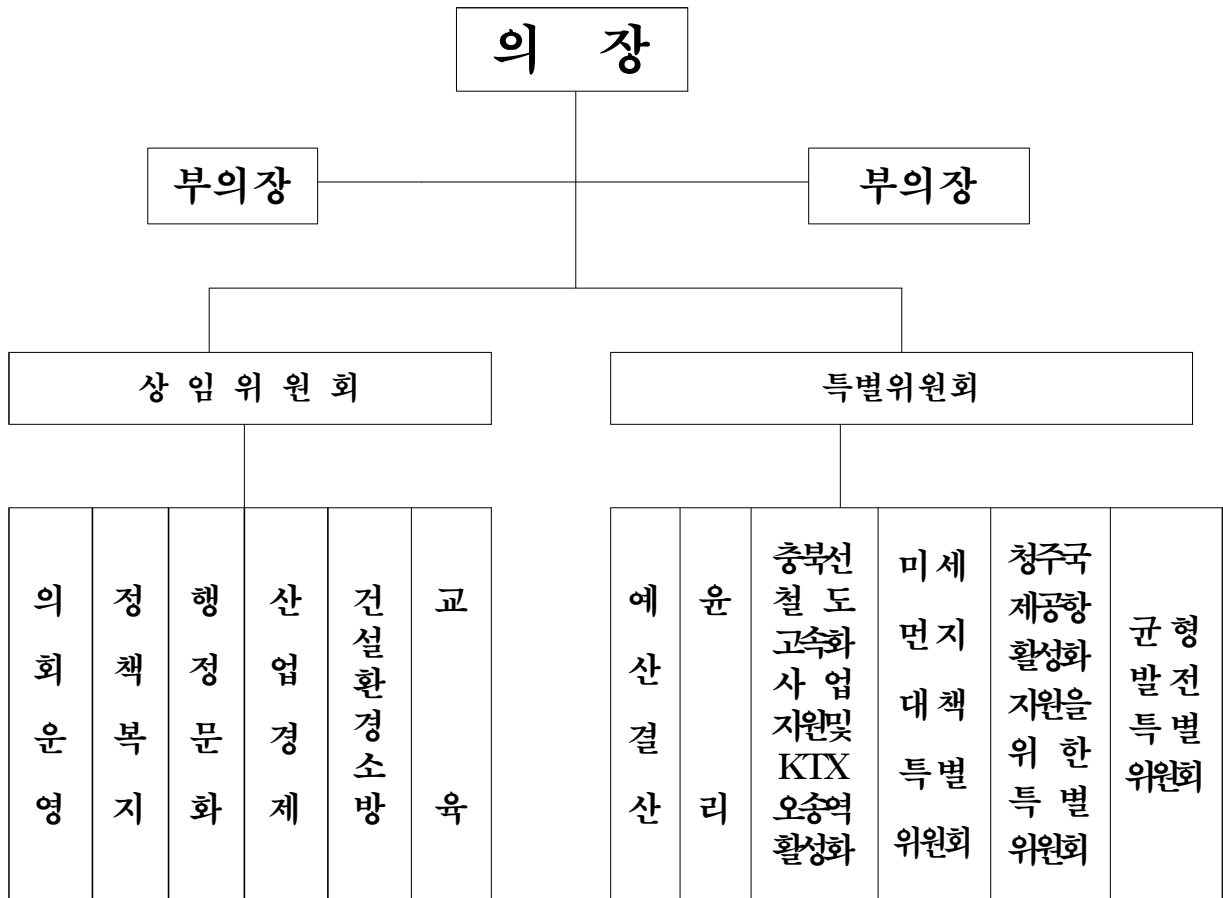 의 장
부의장
부의장
상 임 위 원 회
특별위원회
의회운영
정책복지
행정문화
산업경제
건설환경소방
교육
예산결산
윤리
충북선
철 도
고속화
사 업
지원및
KTX
오송역
활성화
미 세
먼 지
대 책
특 별
위원회
청주국
제공항
활성화
지원을
위 한
특 별
위원회
균 형
발 전
특 별
위원회